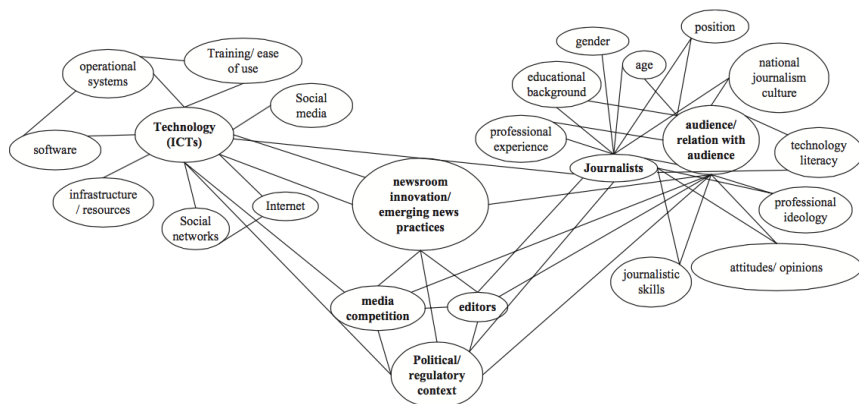 gender
position
Training/ ease
of use
operational
systems
age
national
journalism
culture
educational
background
Social
media
Technology
(ICTs)
audience/
relation with
audience
professional
experience
software
technology
literacy
Journalists
newsroom
innovation/
emerging news
practices
infrastructure
/ resources
Internet
professional
ideology
Social
networks
attitudes/ opinions
journalistic
skills
media
competition
editors
Political/
regulatory
context